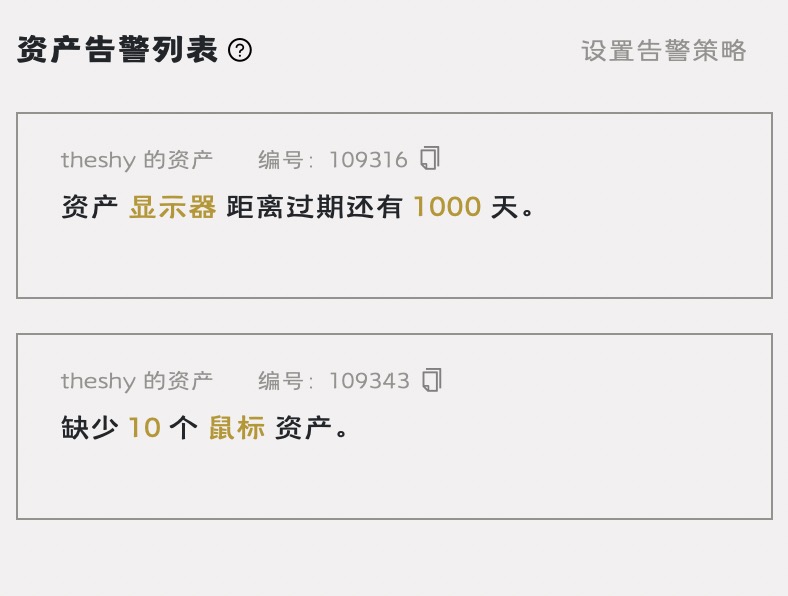 资产告警列表 ?
设置告警策略
theshy 的资产 编号: 109316
资产 显示器 距离过期还有 1000 天。
theshy 的资产 编号: 109343
缺少 10 个 鼠标 资产。